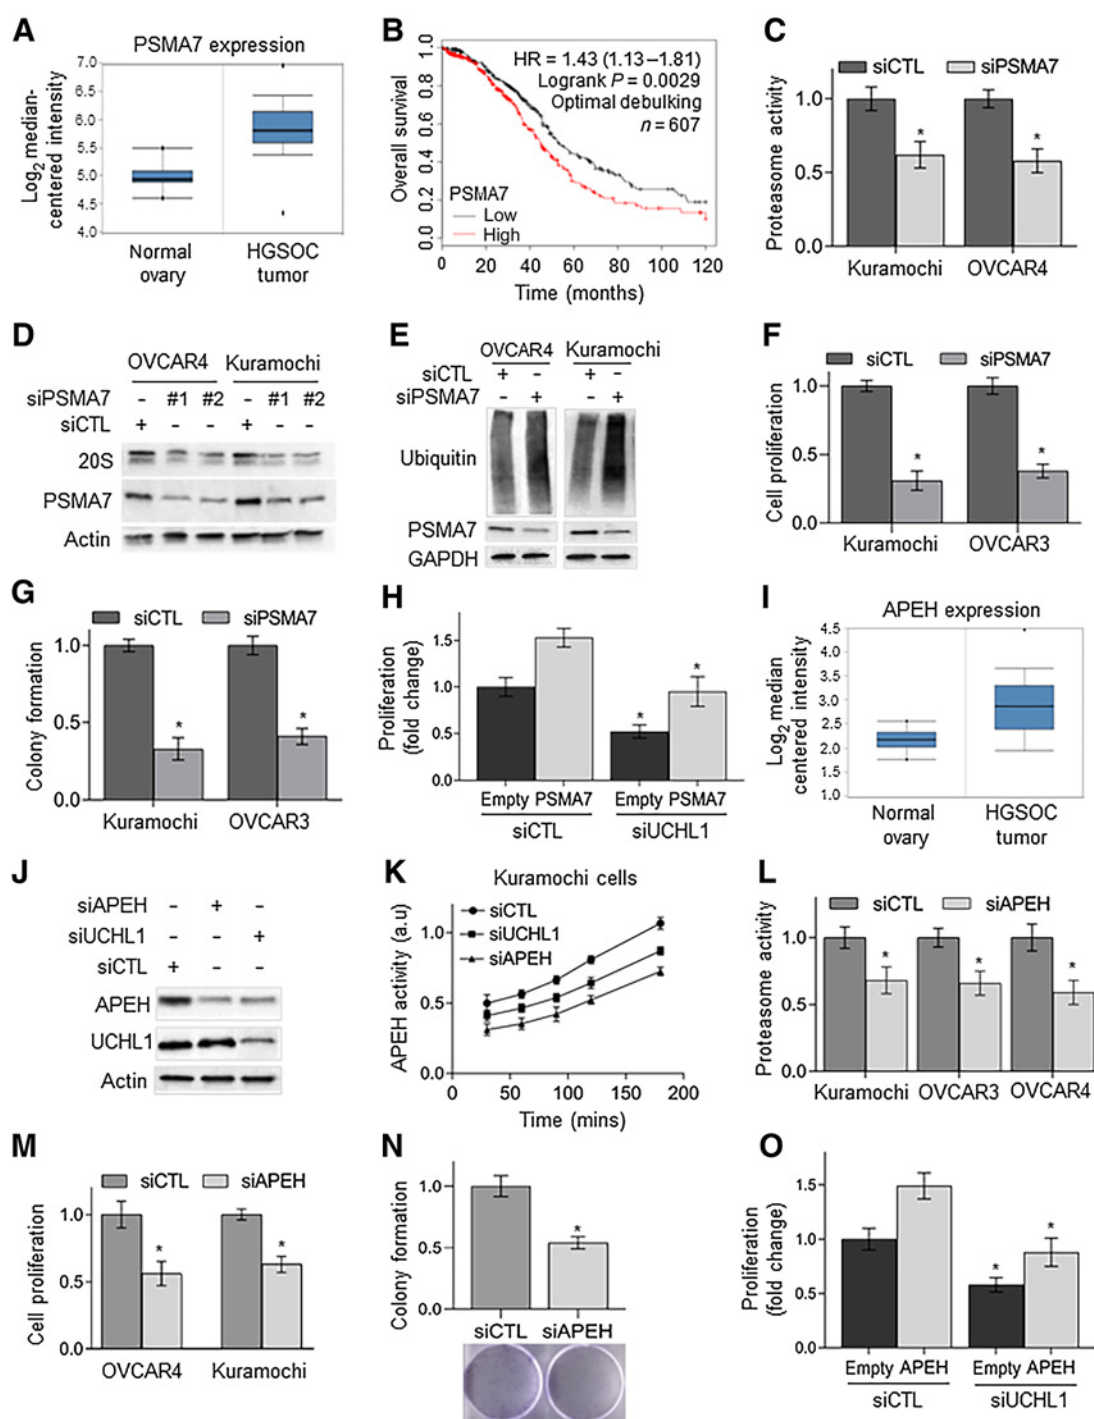 A
PSMA7 expression
Log2 median-
centered intensity
7.0
6.5
6.0
5.5
5.0
4.5
4.0
Normal
ovary
HGSOC
tumor
B
Overall survival
1.0
0.8
0.6
0.4
0.2
0.0
HR = 1.43 (1.13–1.81)
Logrank P = 0.0029
Optimal debulking
n = 607
PSMA7
Low
High
0 20 40 60 80 100 120
Time (months)
C
siCTL siPSMA7
Proteasome activity
1.0
0.5
0.0
* *
Kuramochi OVCAR4
D
OVCAR4 Kuramochi
siPSMA7 – #1 #2 – #1 #2
siCTL + – – + – –
20S
PSMA7
Actin
E
OVCAR4 Kuramochi
siCTL + – + –
siPSMA7 – + – +
Ubiquitin
PSMA7
GAPDH
F
siCTL siPSMA7
Cell proliferation
1.0
0.5
0.0
* *
Kuramochi OVCAR3
G
siCTL siPSMA7
Colony formation
1.0
0.5
0.0
* *
Kuramochi OVCAR3
H
Proliferation
(fold change)
1.5
1.0
0.5
0.0
* *
Empty PSMA7 Empty PSMA7
siCTL siUCHL1
I
APEH expression
Log2 median
centered intensity
4.5
4.0
3.5
3.0
2.5
2.0
1.5
1.0
Normal
ovary
HGSOC
tumor
J
siAPEH – + –
siUCHL1 – – +
siCTL + – –
APEH
UCHL1
Actin
K
Kuramochi cells
APEH activity (a.u)
1.0
0.5
0.0
siCTL
siUCHL1
siAPEH
0 50 100 150 200
Time (mins)
L
siCTL siAPEH
Proteasome activity
1.0
0.5
0.0
* * *
Kuramochi OVCAR3 OVCAR4
M
siCTL siAPEH
Cell proliferation
1.0
0.5
0.0
* *
OVCAR4 Kuramochi
N
Colony formation
1.0
0.5
0.0
*
siCTL siAPEH
O
Proliferation
(fold change)
1.5
1.0
0.5
0.0
* *
Empty APEH Empty APEH
siCTL siUCHL1